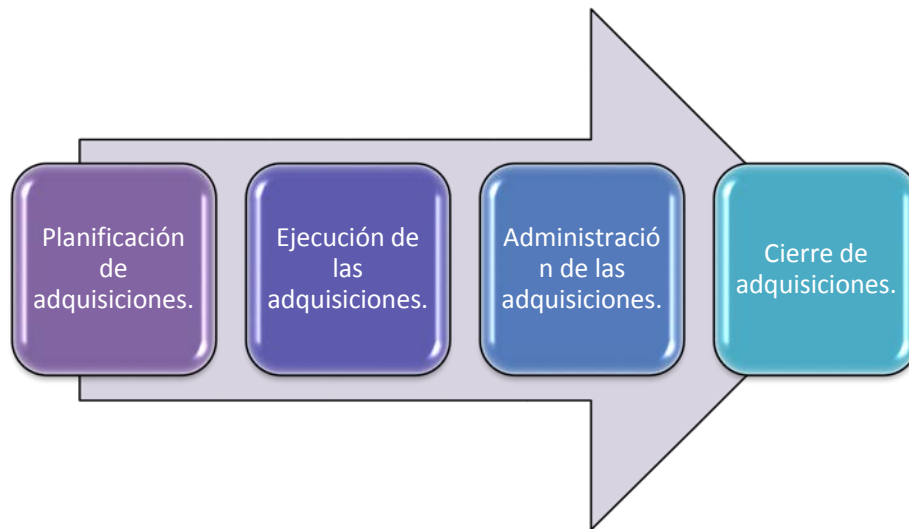 Planificación
de
adquisiciones.
Ejecución de
las
adquisiciones.
Administració
n de las
adquisiciones.
Cierre de
adquisiciones.